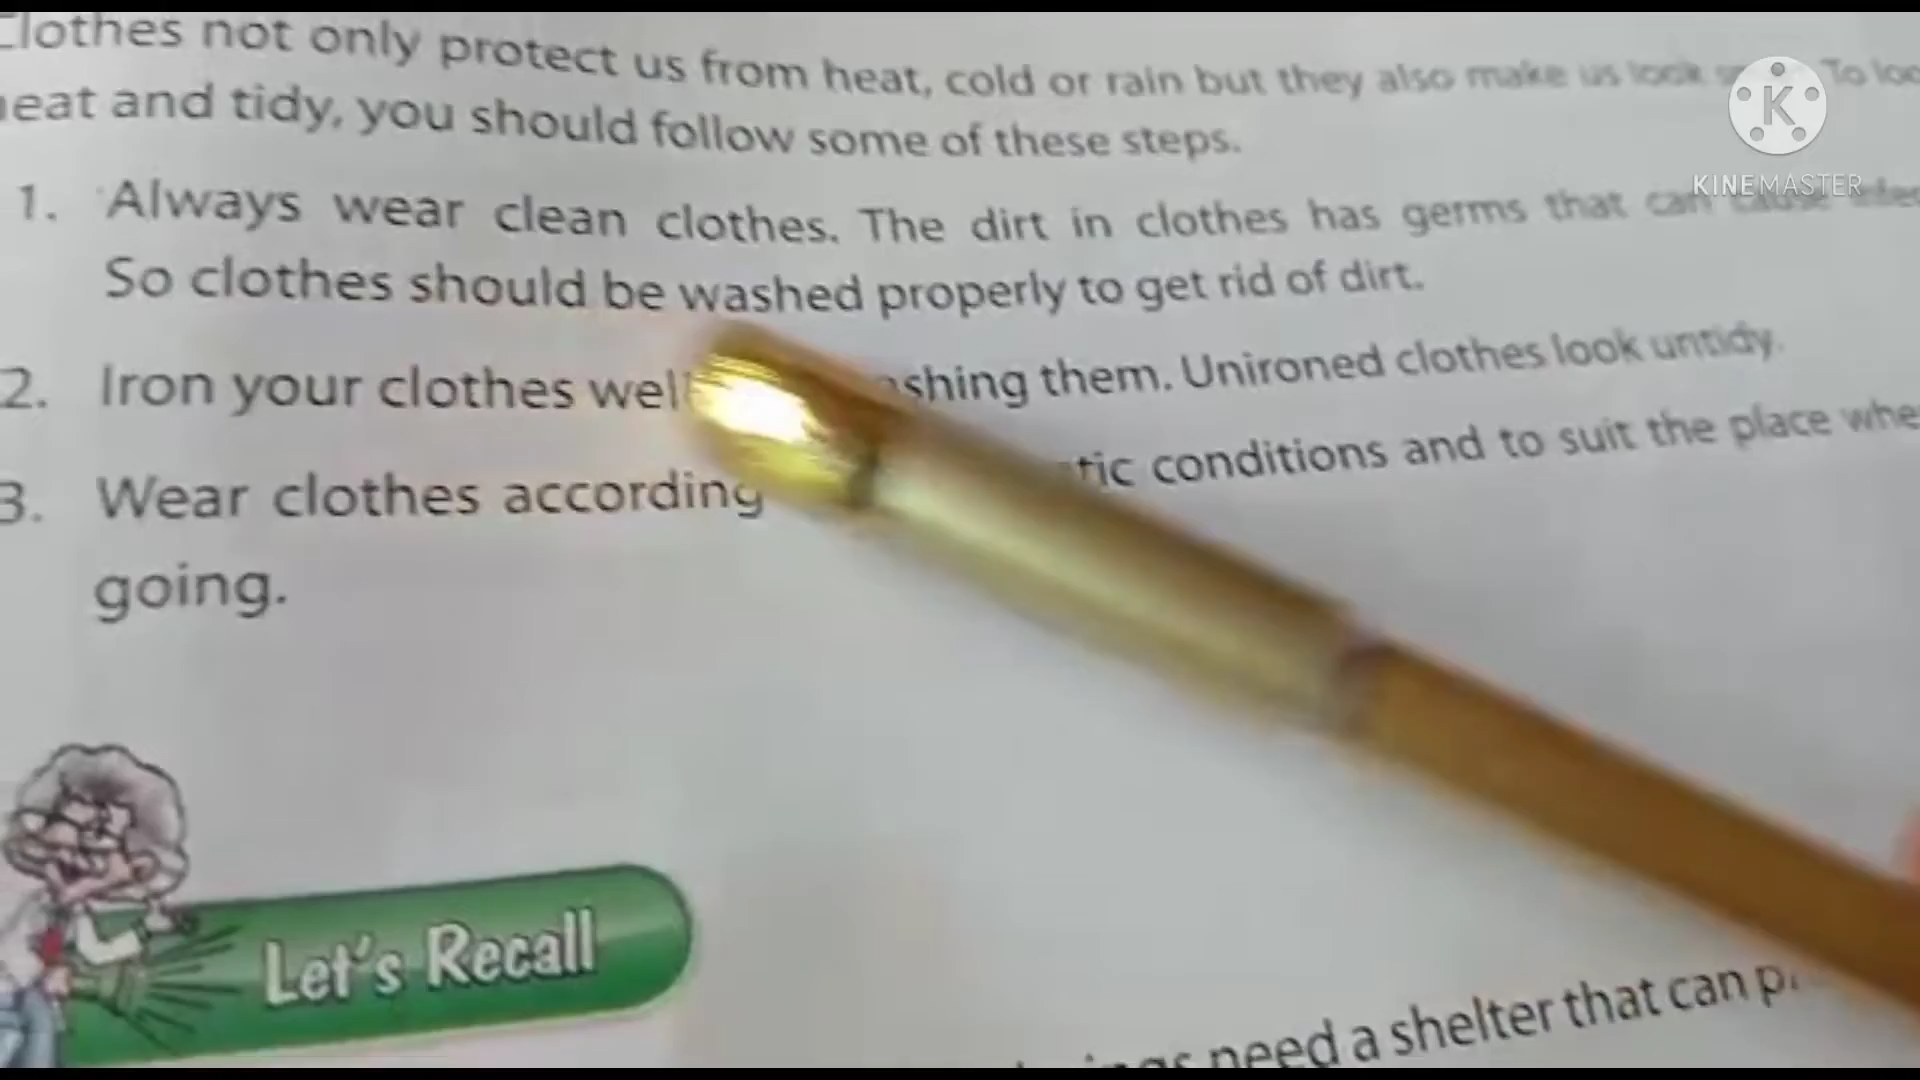 Clothes not only protect us from heat, cold or rain but they also make us look To
neat and tidy, you should follow some of these steps.
1. Always wear clean clothes. The dirt in clothes has germs that can cause
So clothes should be washed properly to get rid of dirt.
2. Iron your clothes well them. Unironed clothes look untidy.
3. Wear clothes according conditions and to suit the place
going.
Let's Recall
need a shelter that can
KINEMASTER